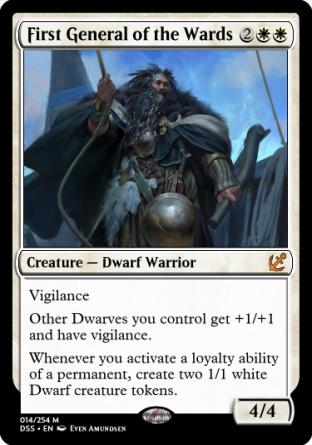 First General of the Wards 2
Creature — Dwarf Warrior
Vigilance
Other Dwarves you control get +1/+1
and have vigilance.
Whenever you activate a loyalty ability
of a permanent, create two 1/1 white
Dwarf creature tokens.
4/4
014/254 M
DSS • EN Even Amundsen